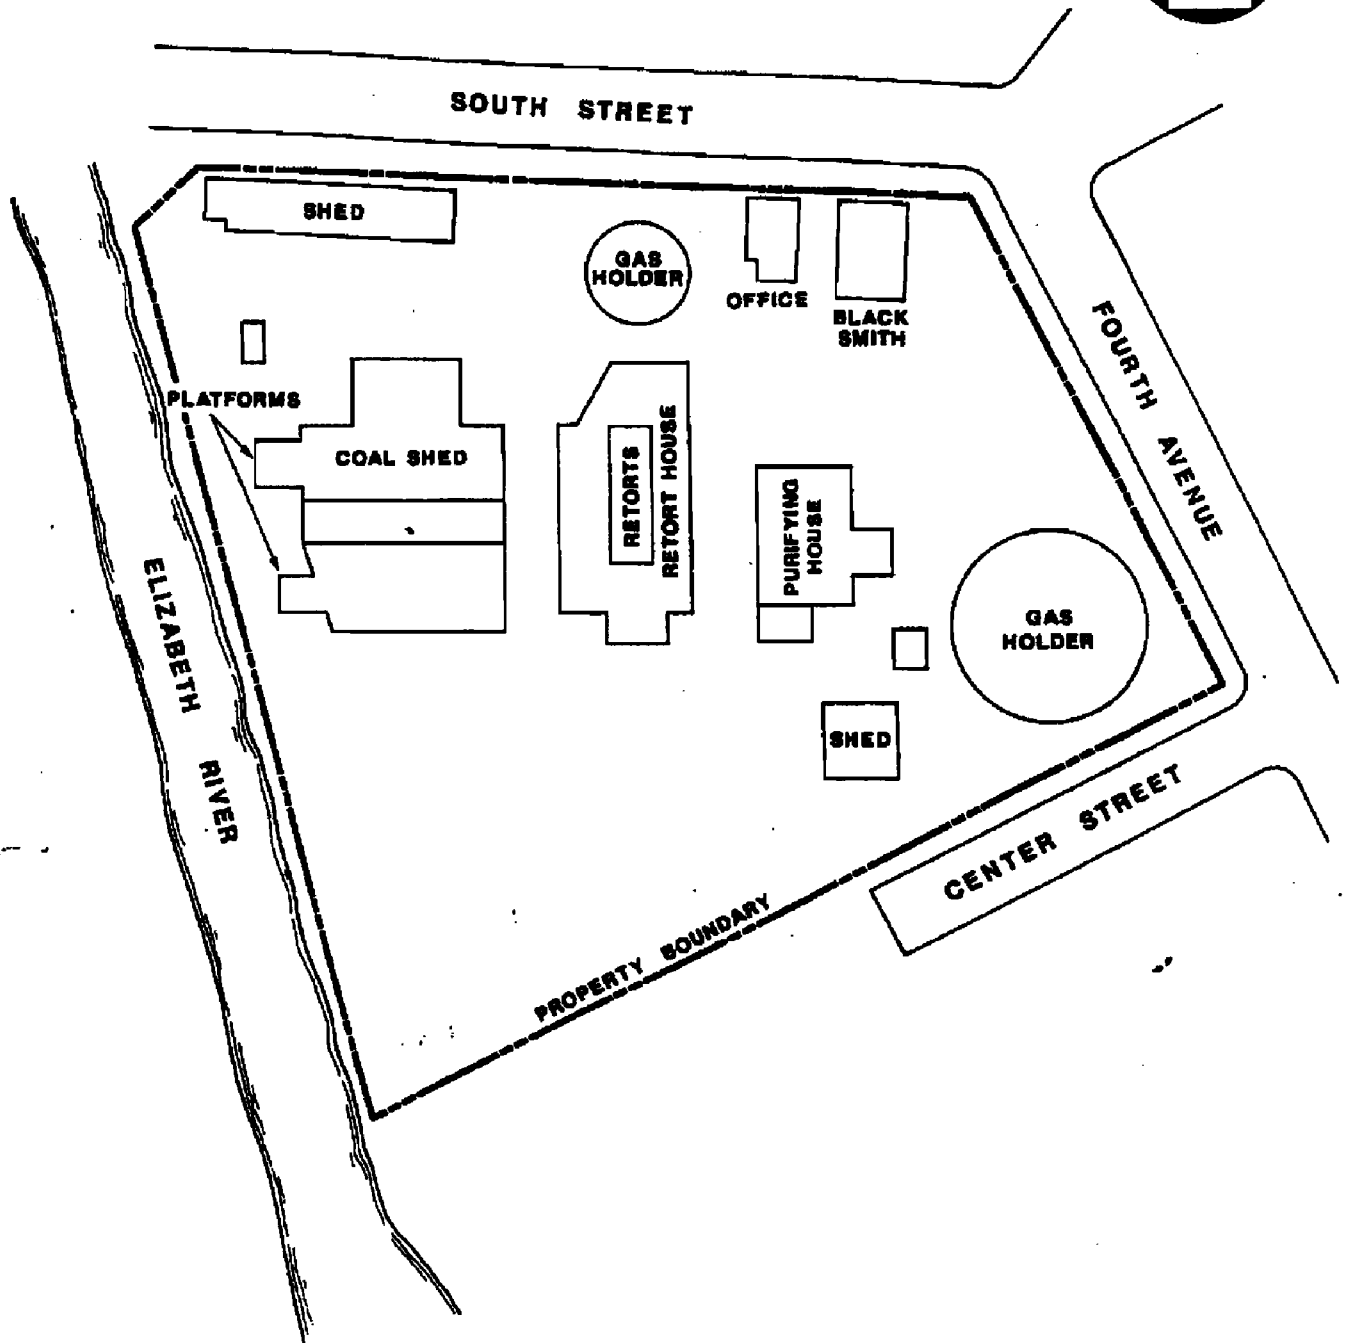 SOUTH STREET
SHED
GAS
HOLDER
OFFICE
BLACK
SMITH
FOURTH AVENUE
PLATFORMS
COAL SHED
RETORTS
RETORT HOUSE
PURIFYING
HOUSE
GAS
HOLDER
ELIZABETH RIVER
SHED
CENTER STREET
PROPERTY BOUNDARY